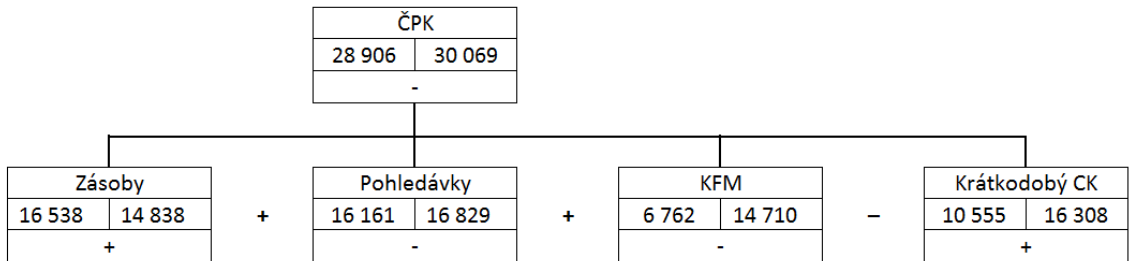 ČPK
28 906 30 069
-
Zásoby Pohledávky KFM Krátkodobý CK
16 538 14 838 + 16 161 16 829 + 6 762 14 710 – 10 555 16 308
+ - - +